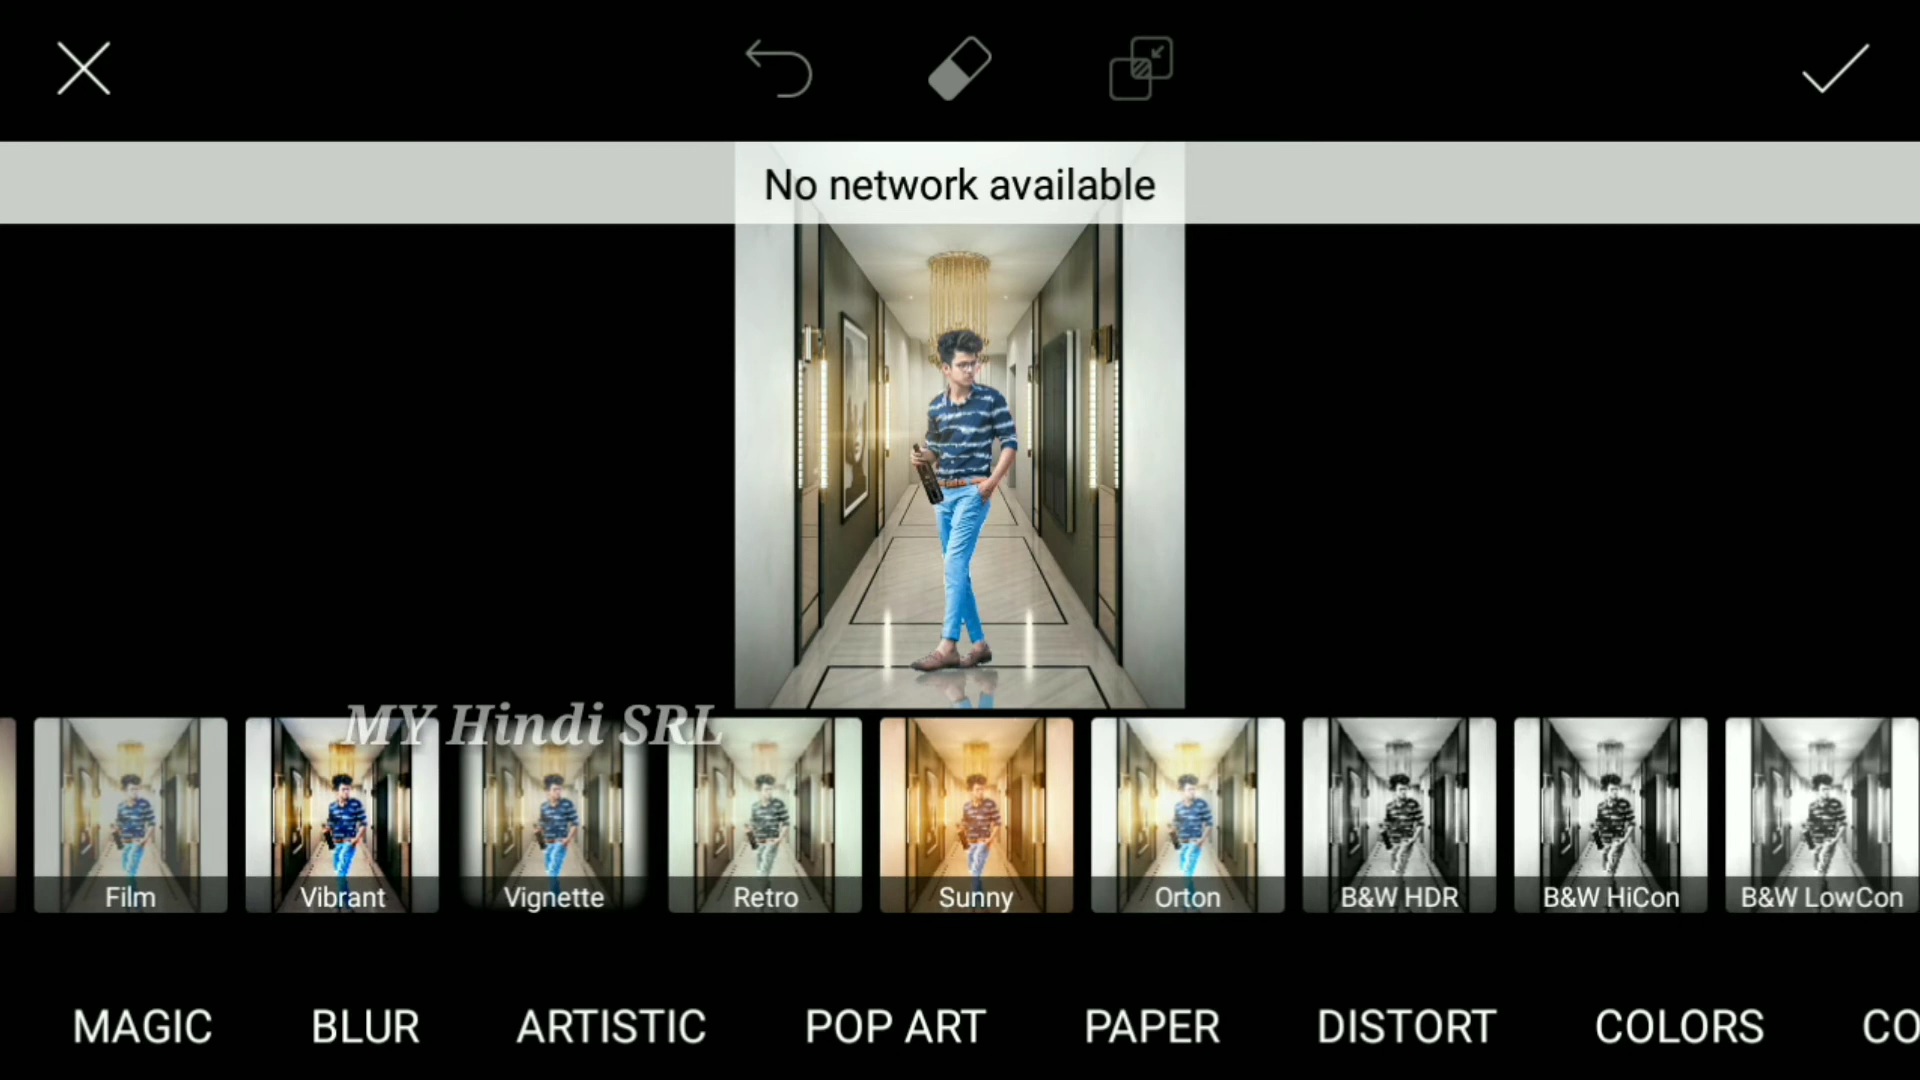 No network available
MY Hindi SRL
Film
Vibrant
Vignette
Retro
Sunny
Orton
B&W HDR
B&W HiCon
B&W LowCon
MAGIC
BLUR
ARTISTIC
POP ART
PAPER
DISTORT
COLORS
CO